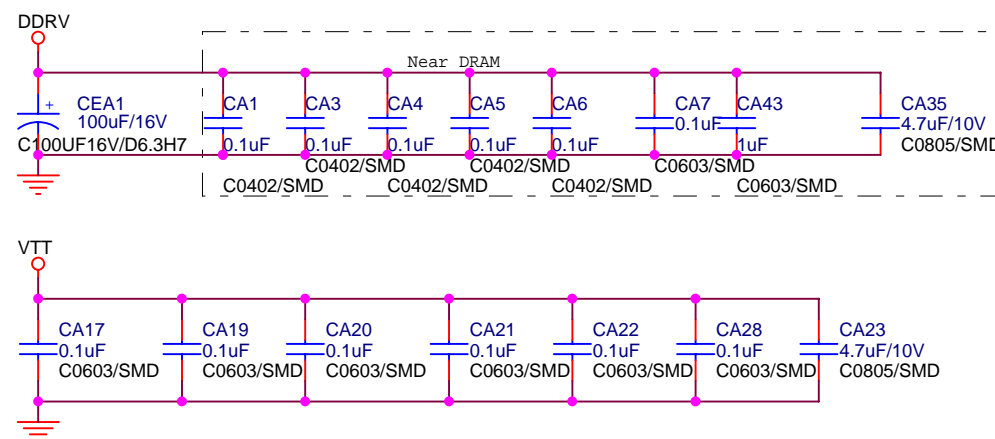 DDRV
Near DRAM
+ CEA1
100uF/16V
C100UF16V/D6.3H7
CA1
0.1uF
C0402/SMD
CA3
0.1uF
C0402/SMD
CA4
0.1uF
C0402/SMD
CA5
0.1uF
C0402/SMD
CA6
0.1uF
C0402/SMD
CA7
0.1uF
C0603/SMD
CA43
1uF
C0603/SMD
CA35
4.7uF/10V
C0805/SMD
VTT
CA17
0.1uF
C0603/SMD
CA19
0.1uF
C0603/SMD
CA20
0.1uF
C0603/SMD
CA21
0.1uF
C0603/SMD
CA22
0.1uF
C0603/SMD
CA28
0.1uF
C0603/SMD
CA23
4.7uF/10V
C0805/SMD